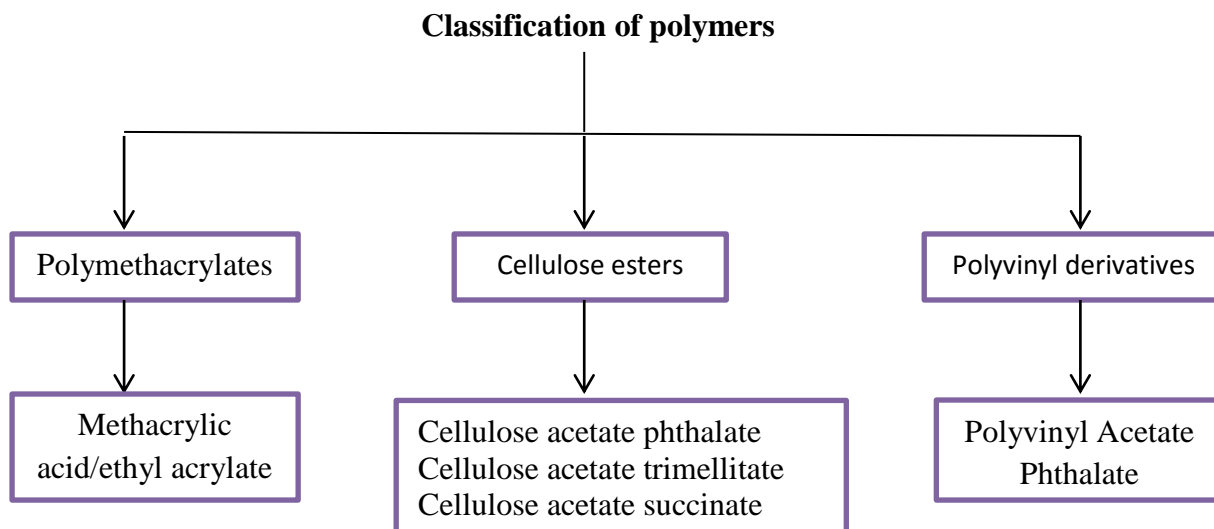 Classification of polymers
Polymethacrylates
Cellulose esters
Polyvinyl derivatives
Methacrylic
acid/ethyl acrylate
Cellulose acetate phthalate
Cellulose acetate trimellitate
Cellulose acetate succinate
Polyvinyl Acetate
Phthalate